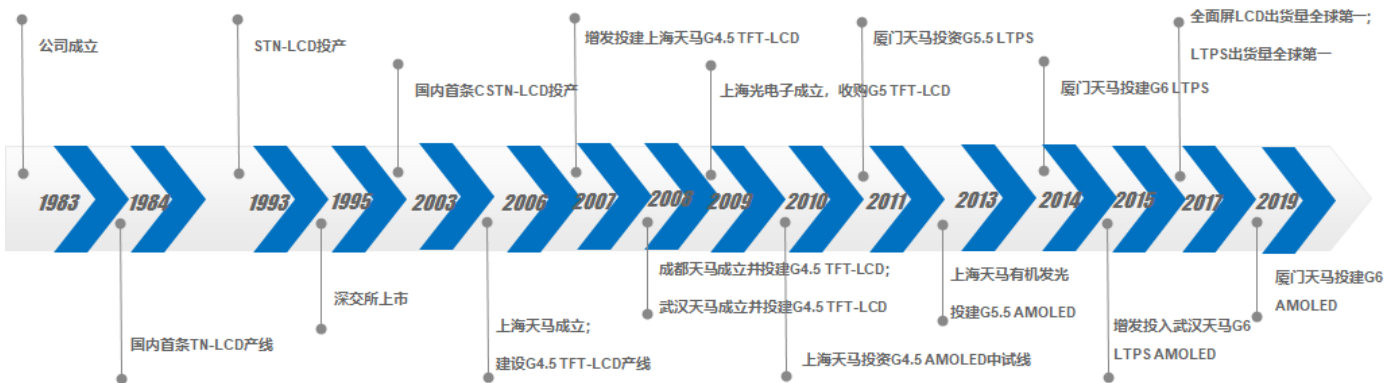 公司成立
STN-LCD投产
国内首条CSTN-LCD投产
增发投建上海天马G4.5 TFT-LCD
上海光电子成立，收购G5 TFT-LCD
厦门天马投资G5.5 LTPS
厦门天马投建G6 LTPS
全面屏LCD出货量全球第一；
LTPS出货量全球第一
1983
1984
1993
1995
2003
2006
2007
2008
2009
2010
2011
2013
2014
2015
2017
2019
国内首条TN-LCD产线
深交所上市
上海天马成立；
建设G4.5 TFT-LCD产线
成都天马成立并投建G4.5 TFT-LCD；
武汉天马成立并投建G4.5 TFT-LCD
上海天马投资G4.5 AMOLED中试线
上海天马有机发光
投建G5.5 AMOLED
增发投入武汉天马G6
LTPS AMOLED
厦门天马投建G6
AMOLED